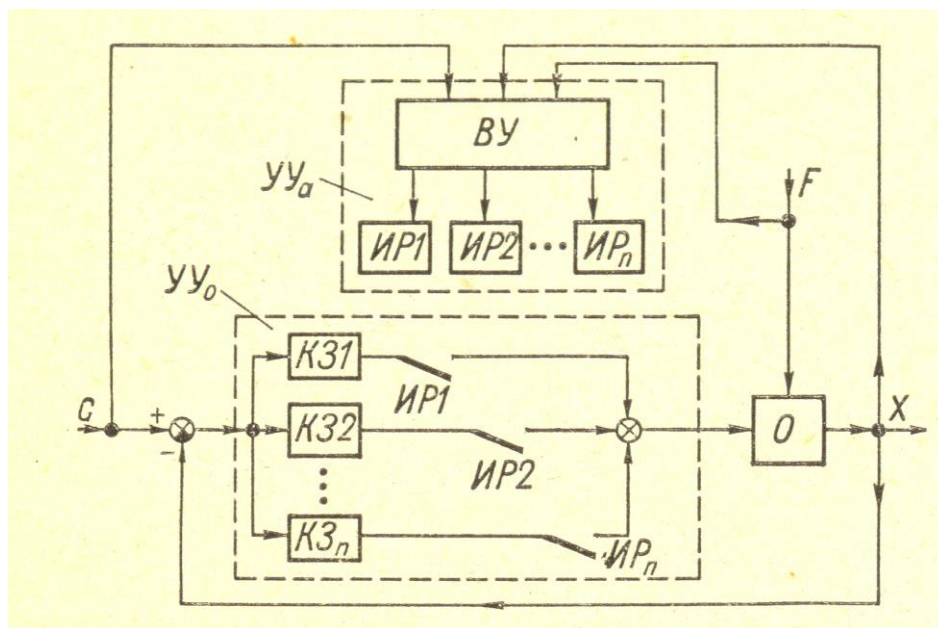 ВУ
УУа
F
ИР1 ИР2 ... ИРn
УУо
КЗ1
ИР1
G + КЗ2 О X
-
ИР2
КЗn
ИРn